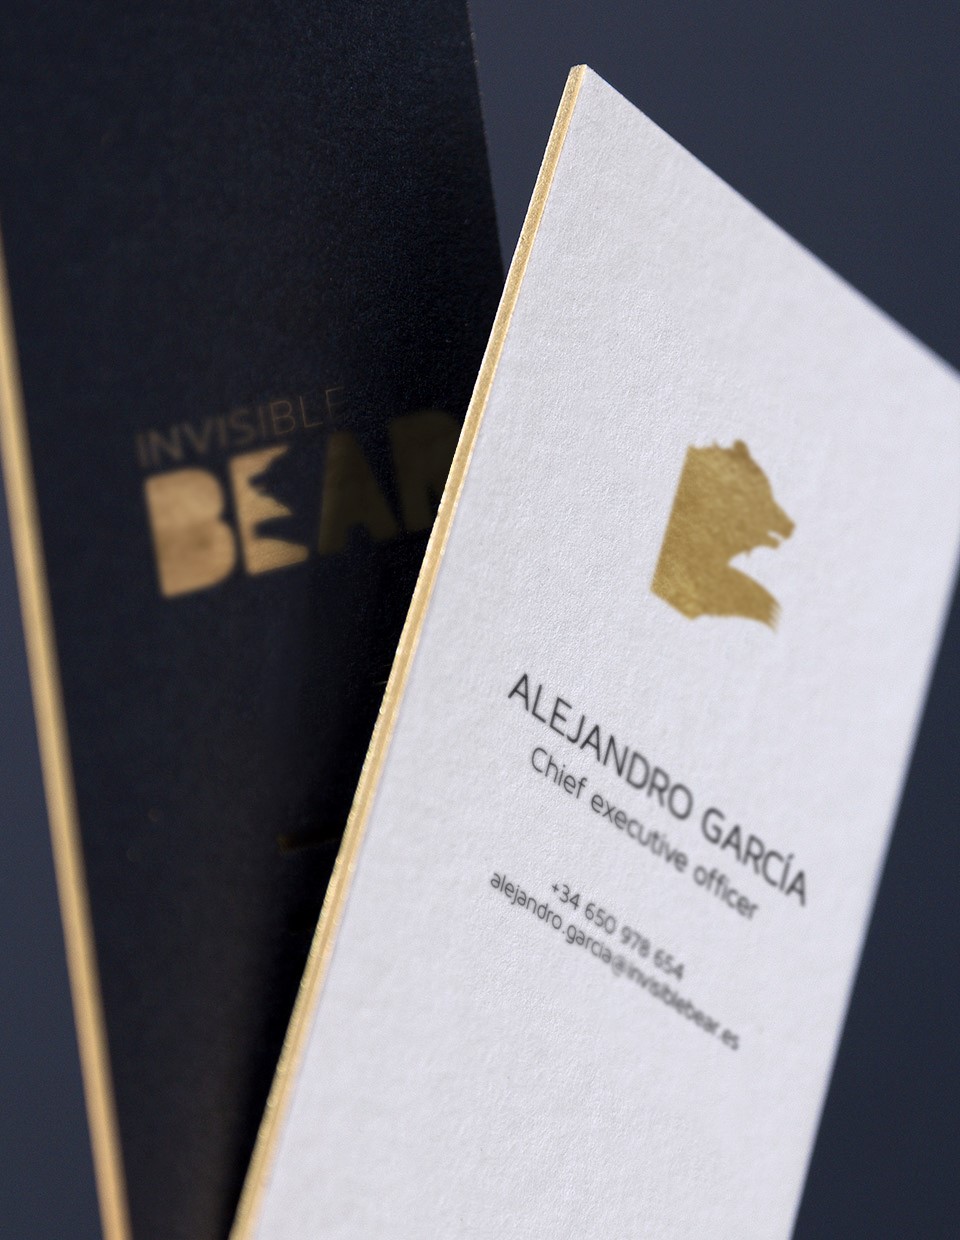 INVISIBLE
BEAR
ALEJANDRO GARCÍA
Chief executive officer
+34 650 978 654
alejandro.garcia@invisiblebear.es